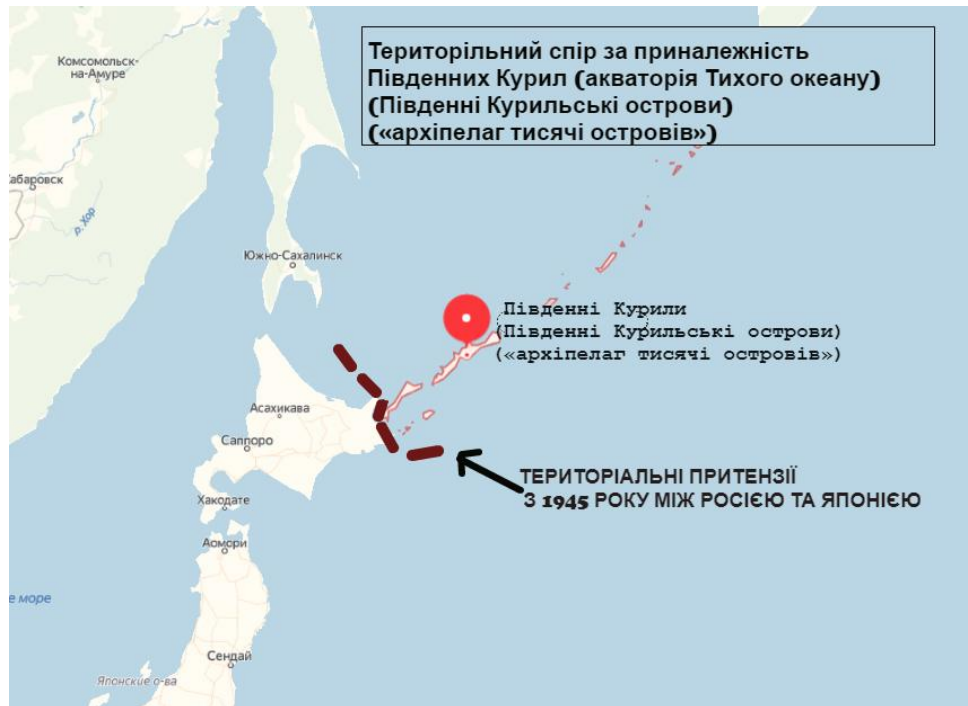 Комсомольск-
на-Амуре
Територільний спір за приналежність
Південних Курил (акваторія Тихого океану)
(Південні Курильські острови)
(«архіпелаг тисячі островів»)
абаровск
р. Хор
Южно-Сахалинск
Південні Курили
(Південні Курильські острови)
(«архіпелаг тисячі островів»)
Асахикава
Саппоро
ТЕРИТОРІАЛЬНІ ПРИТЕНЗІЇ
З 1945 РОКУ МІЖ РОСІЄЮ ТА ЯПОНІЄЮ
Хакодате
Аомори
е море
Сендай
Японские о-ва